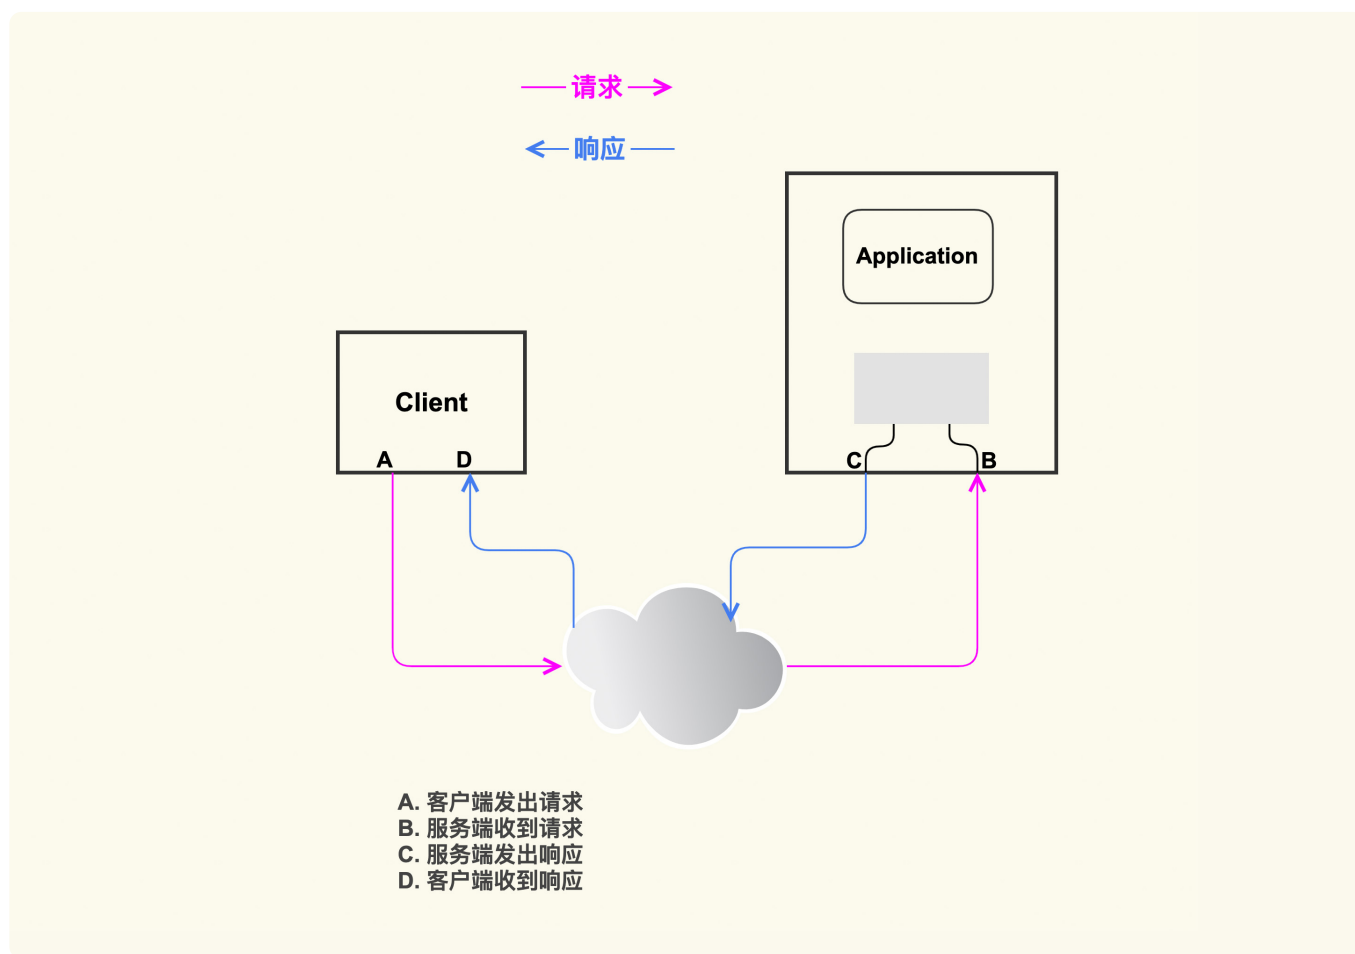 请求
响应
Application
Client
A
D
C
B
A. 客户端发出请求
B. 服务端收到请求
C. 服务端发出响应
D. 客户端收到响应